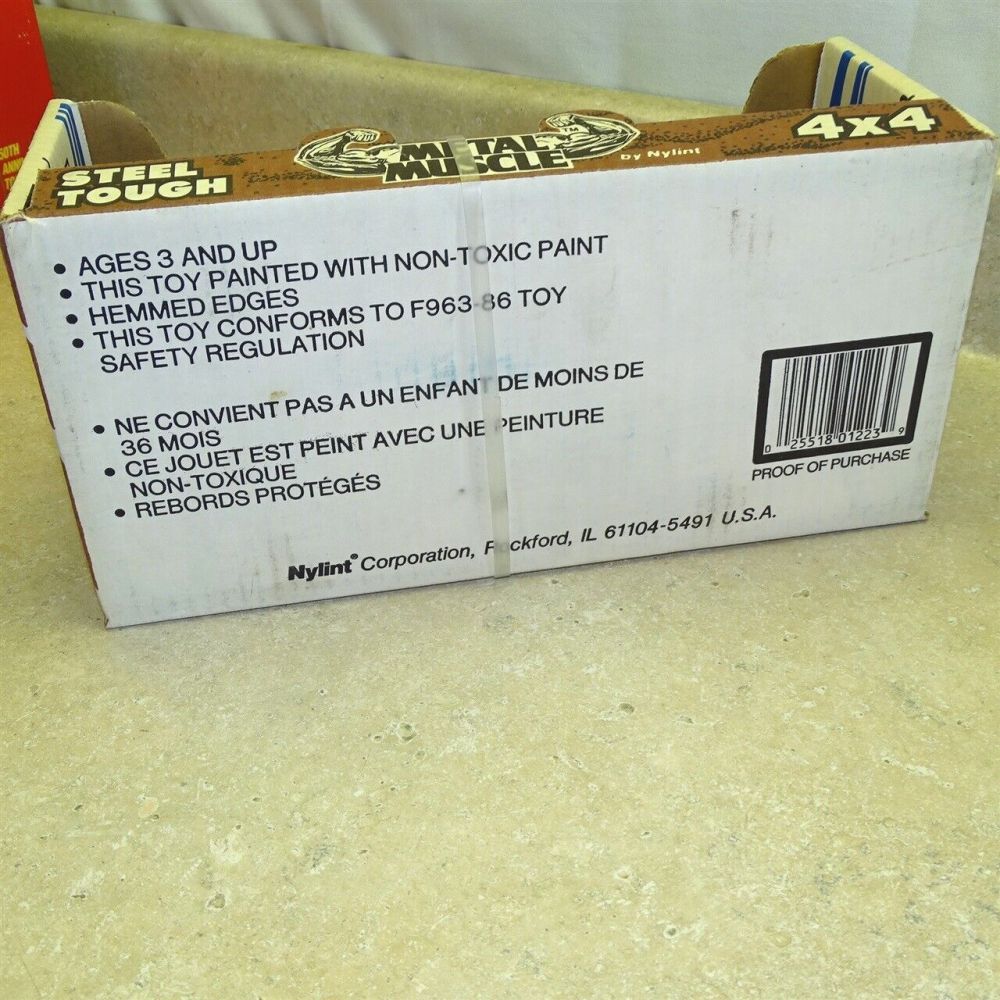 50TH
ANNI
STEEL
TOUGH
METAL
MUSCLE™
by Nylint
4x4
• AGES 3 AND UP
• THIS TOY PAINTED WITH NON-TOXIC PAINT
• HEMMED EDGES
• THIS TOY CONFORMS TO F963-86 TOY
SAFETY REGULATION
• NE CONVIENT PAS A UN ENFANT DE MOINS DE
36 MOIS
• CE JOUET EST PEINT AVEC UNE PEINTURE
NON-TOXIQUE
• REBORDS PROTÉGÉS
0 25518 01223 9
PROOF OF PURCHASE
Nylint® Corporation, Rockford, IL 61104-5491 U.S.A.